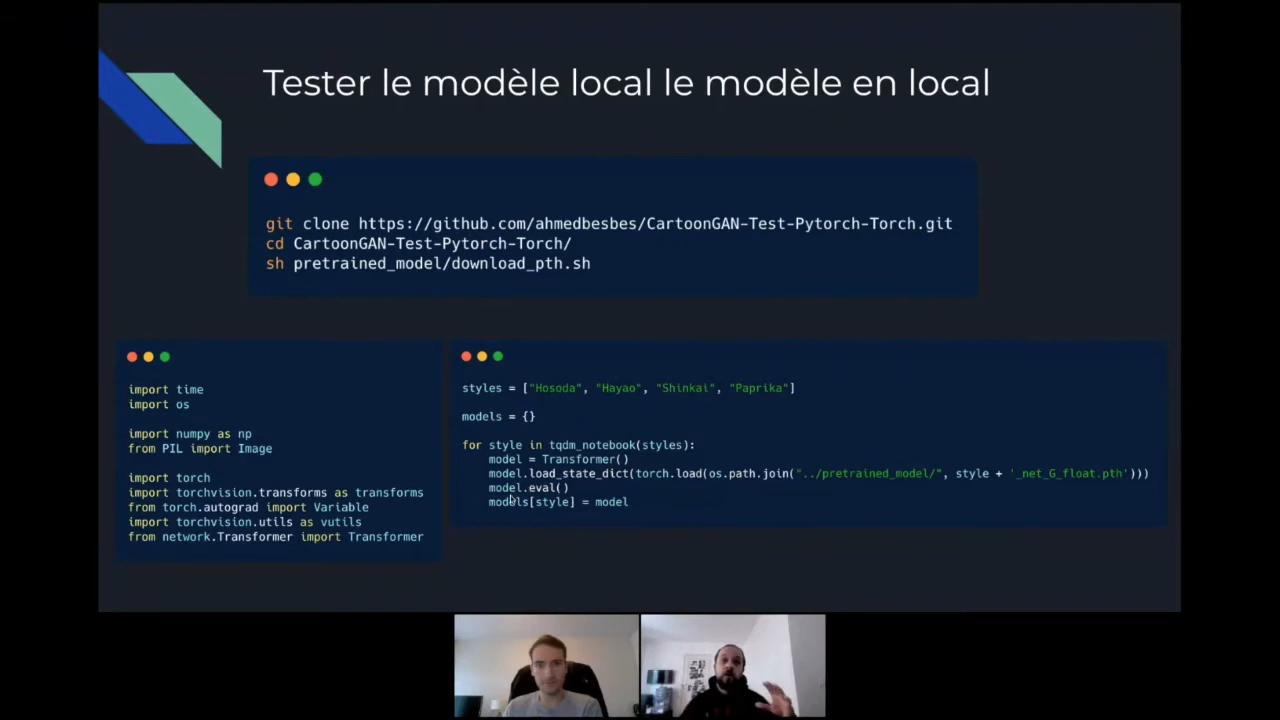 Tester le modèle local le modèle en local
git clone https://github.com/ahmedbesbes/CartoonGAN-Test-Pytorch-Torch.git
cd CartoonGAN-Test-Pytorch-Torch/
sh pretrained_model/download_pth.sh
import time
import os
import numpy as np
from PIL import Image
import torch
import torchvision.transforms as transforms
from torch.autograd import Variable
import torchvision.utils as vutils
from network.Transformer import Transformer
styles = ["Hosoda", "Hayao", "Shinkai", "Paprika"]
models = {}
for style in tqdm_notebook(styles):
model = Transformer()
model.load_state_dict(torch.load(os.path.join("../pretrained_model/", style + '_net_G_float.pth')))
model.eval()
models[style] = model